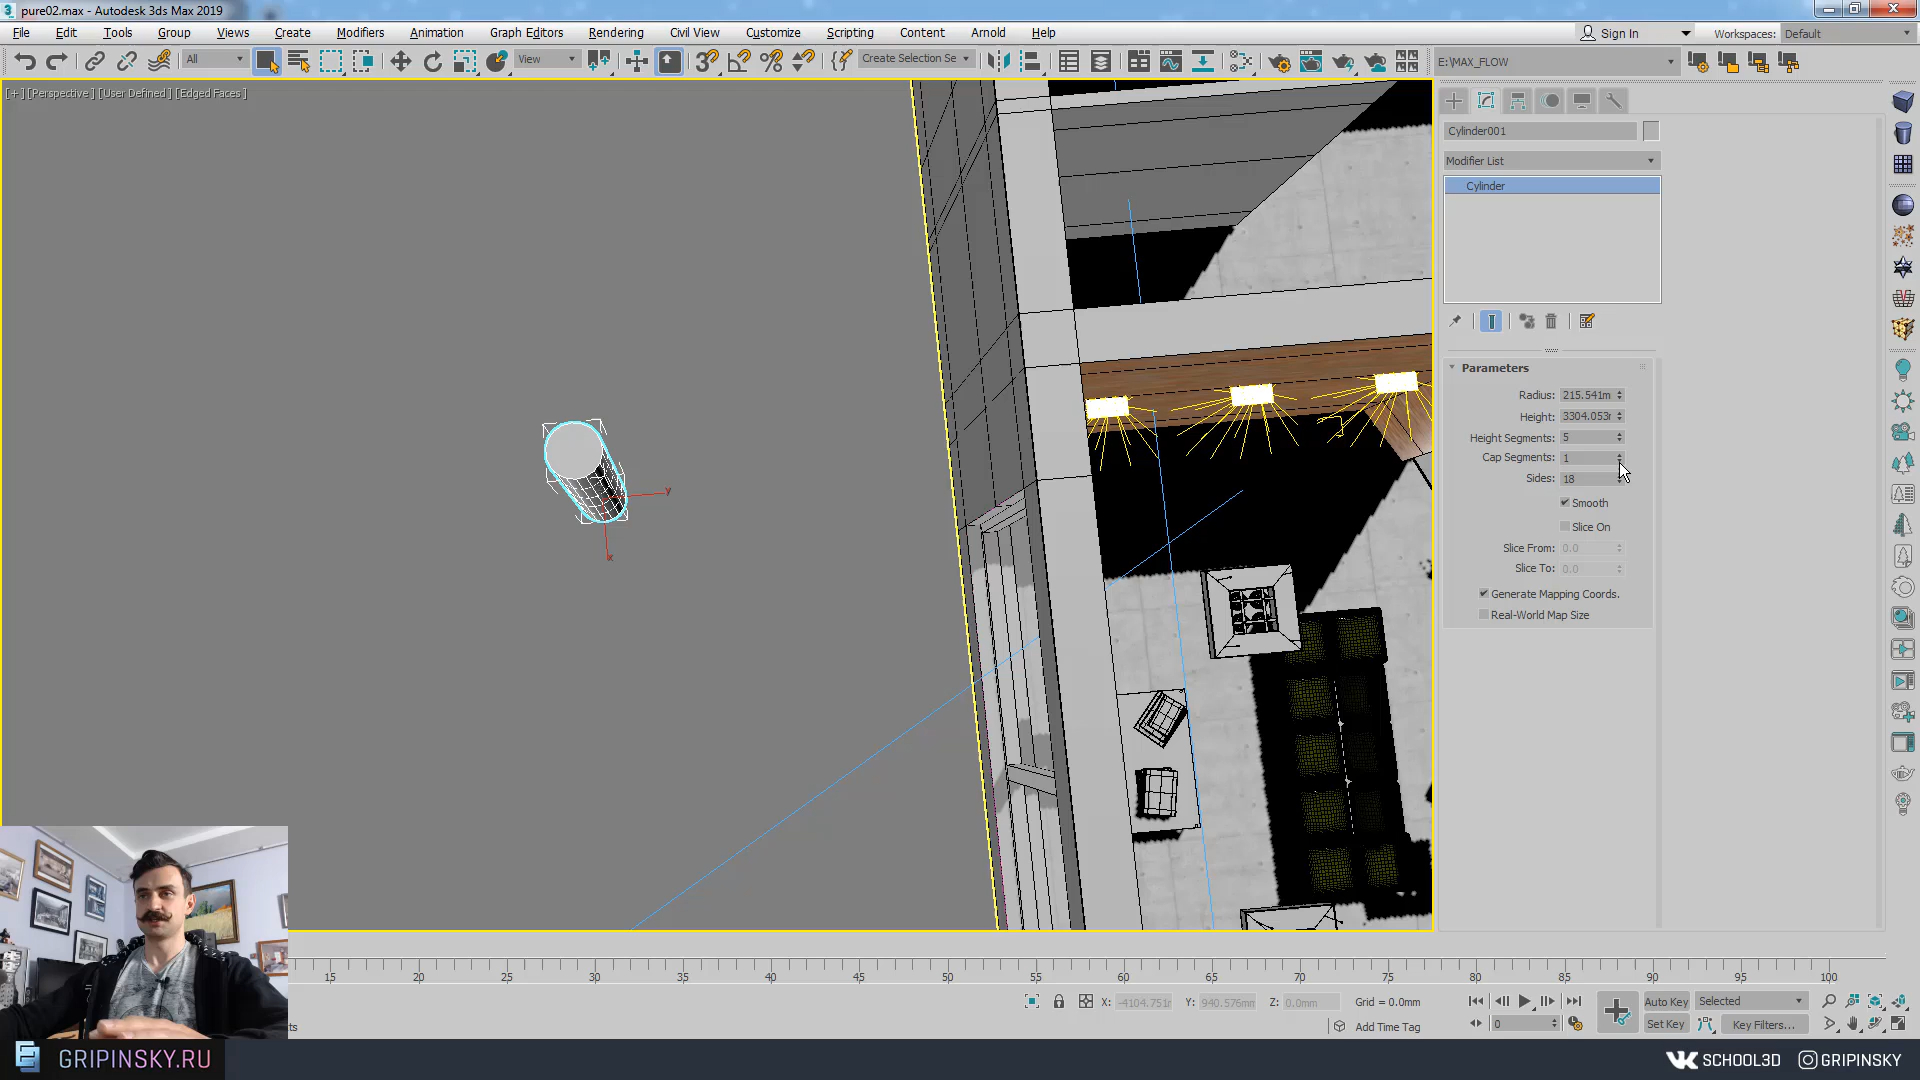 pure02.max - Autodesk 3ds Max 2019
File Edit Tools Group Views Create Modifiers Animation Graph Editors Rendering Civil View Customize Scripting Content Arnold Help
Sign In
Workspaces: Default
All
View
Create Selection Se
E:\MAX_FLOW
[+] [Perspective] [User Defined] [Edged Faces]
Cylinder001
Modifier List
Cylinder
Parameters
Radius: 215.541m
Height: 3304.053r
Height Segments: 5
Cap Segments: 1
Sides: 18
Smooth
Slice On
Slice From: 0.0
Slice To: 0.0
Generate Mapping Coords.
Real-World Map Size
y
x
15 20 25 30 35 40 45 50 55 60 65 70 75 80 85 90 95 100
X: -4104.751r Y: 940.576mm Z: 0.0mm Grid = 0.0mm
Auto Key Selected
ts
Add Time Tag
0
Set Key Key Filters...
GRIPINSKY.RU
SCHOOL3D GRIPINSKY